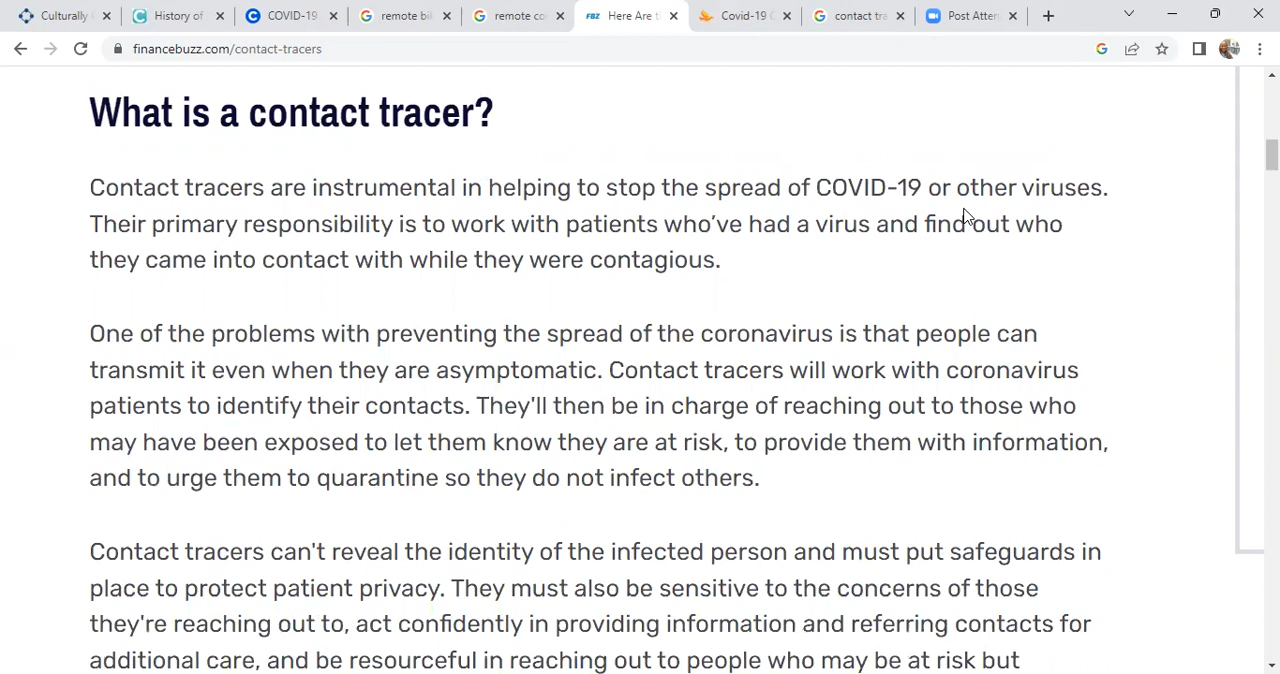 Culturally
History of
COVID-19
remote bil
remote co
FBZ Here Are t
Covid-19 C
contact tra
Post Atten
financebuzz.com/contact-tracers
What is a contact tracer?
Contact tracers are instrumental in helping to stop the spread of COVID-19 or other viruses.
Their primary responsibility is to work with patients who've had a virus and find out who
they came into contact with while they were contagious.
One of the problems with preventing the spread of the coronavirus is that people can
transmit it even when they are asymptomatic. Contact tracers will work with coronavirus
patients to identify their contacts. They'll then be in charge of reaching out to those who
may have been exposed to let them know they are at risk, to provide them with information,
and to urge them to quarantine so they do not infect others.
Contact tracers can't reveal the identity of the infected person and must put safeguards in
place to protect patient privacy. They must also be sensitive to the concerns of those
they're reaching out to, act confidently in providing information and referring contacts for
additional care, and be resourceful in reaching out to people who may be at risk but